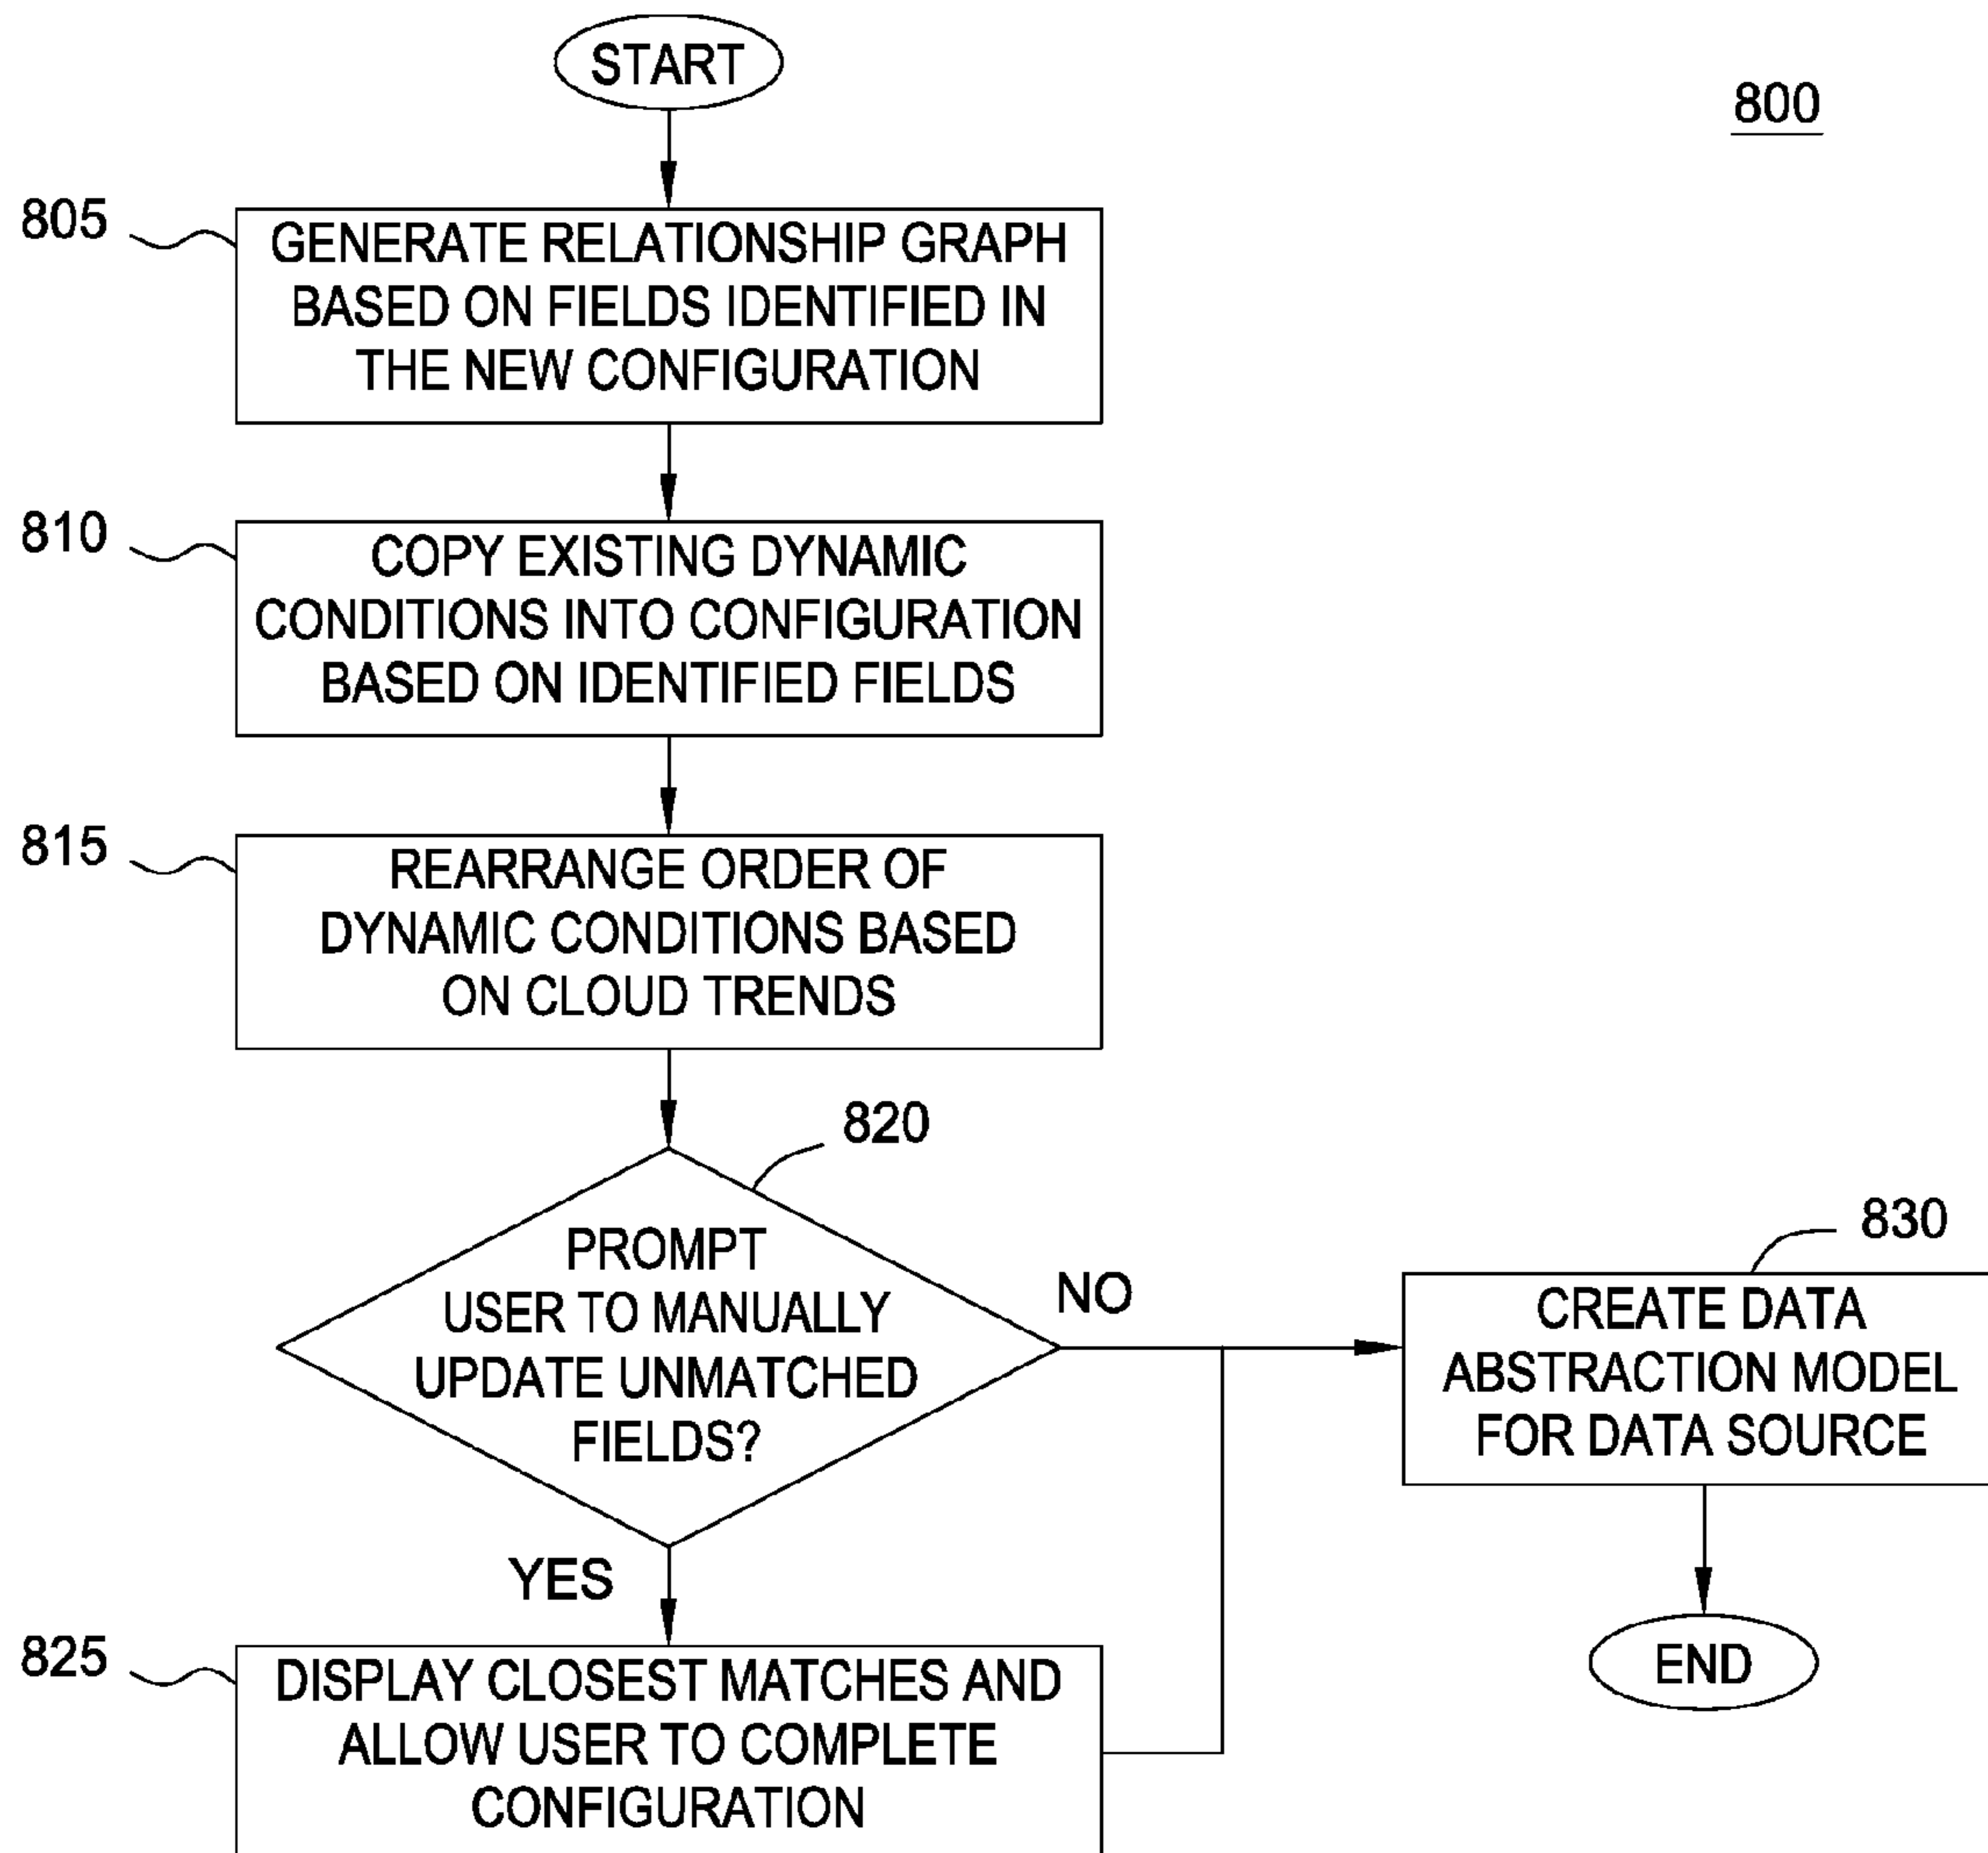 START
800
805
GENERATE RELATIONSHIP GRAPH
BASED ON FIELDS IDENTIFIED IN
THE NEW CONFIGURATION
810
COPY EXISTING DYNAMIC
CONDITIONS INTO CONFIGURATION
BASED ON IDENTIFIED FIELDS
815
REARRANGE ORDER OF
DYNAMIC CONDITIONS BASED
ON CLOUD TRENDS
820
PROMPT
USER TO MANUALLY
UPDATE UNMATCHED
FIELDS?
NO
830
CREATE DATA
ABSTRACTION MODEL
FOR DATA SOURCE
YES
825
DISPLAY CLOSEST MATCHES AND
ALLOW USER TO COMPLETE
CONFIGURATION
END